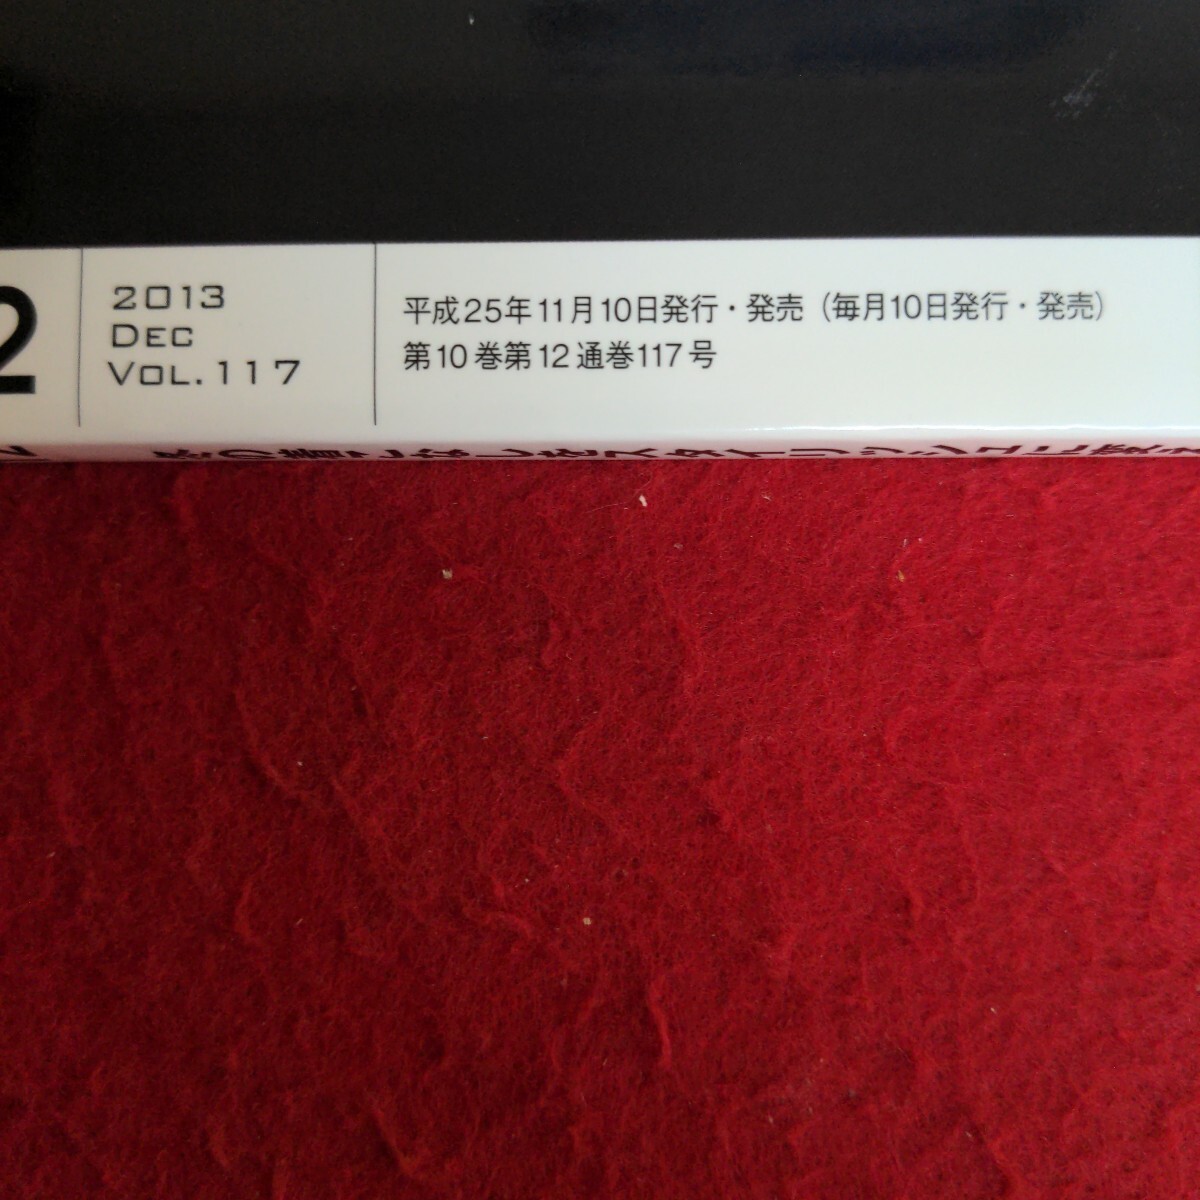 2
2013
DEC
VOL.117
平成25年11月10日発行・発売（毎月10日発行・発売）
第10巻第12通巻117号